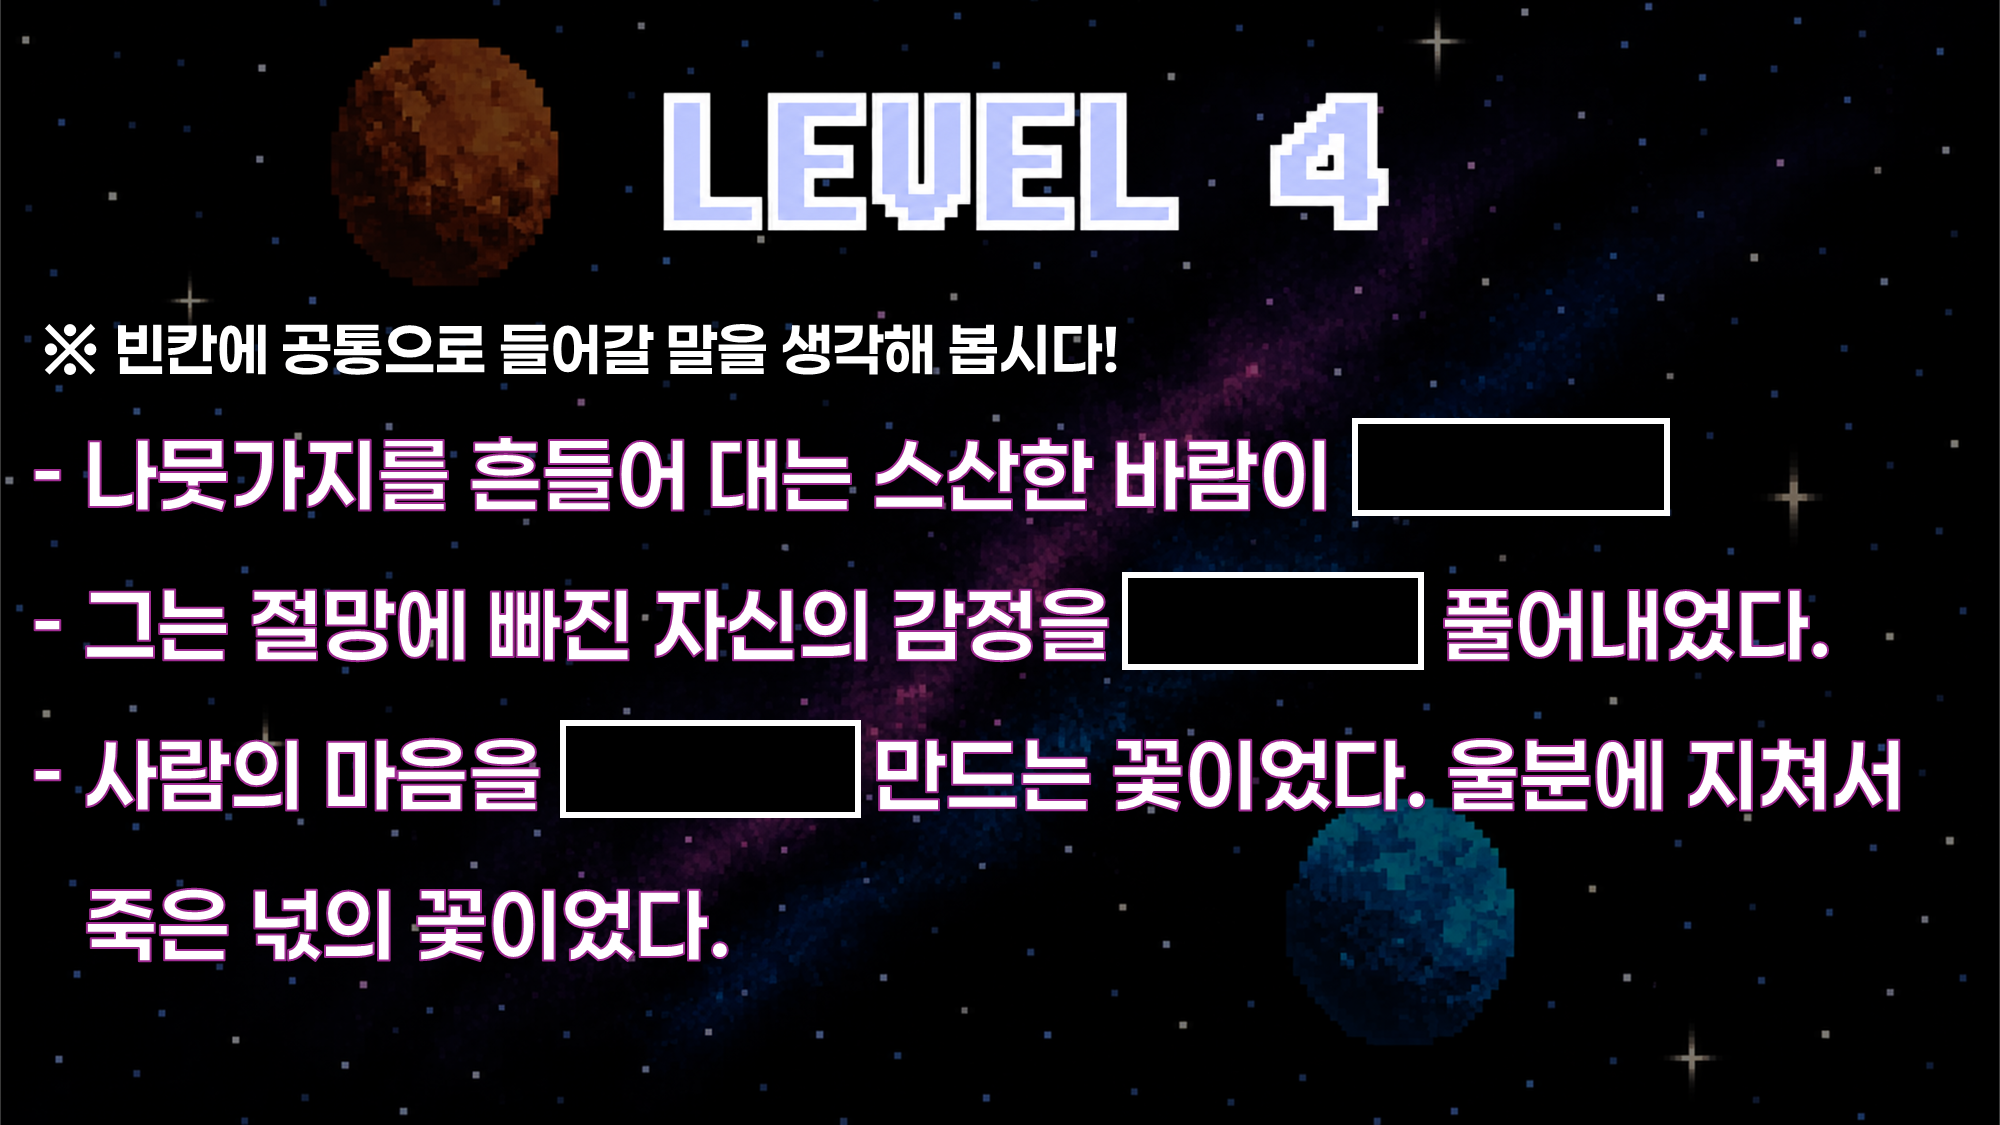 LEVEL 4
※ 빈칸에 공통으로 들어갈 말을 생각해 봅시다!
- 나뭇가지를 흔들어 대는 스산한 바람이
- 그는 절망에 빠진 자신의 감정을 풀어내었다.
- 사람의 마음을 만드는 꽃이었다. 울분에 지쳐서
죽은 넋의 꽃이었다.